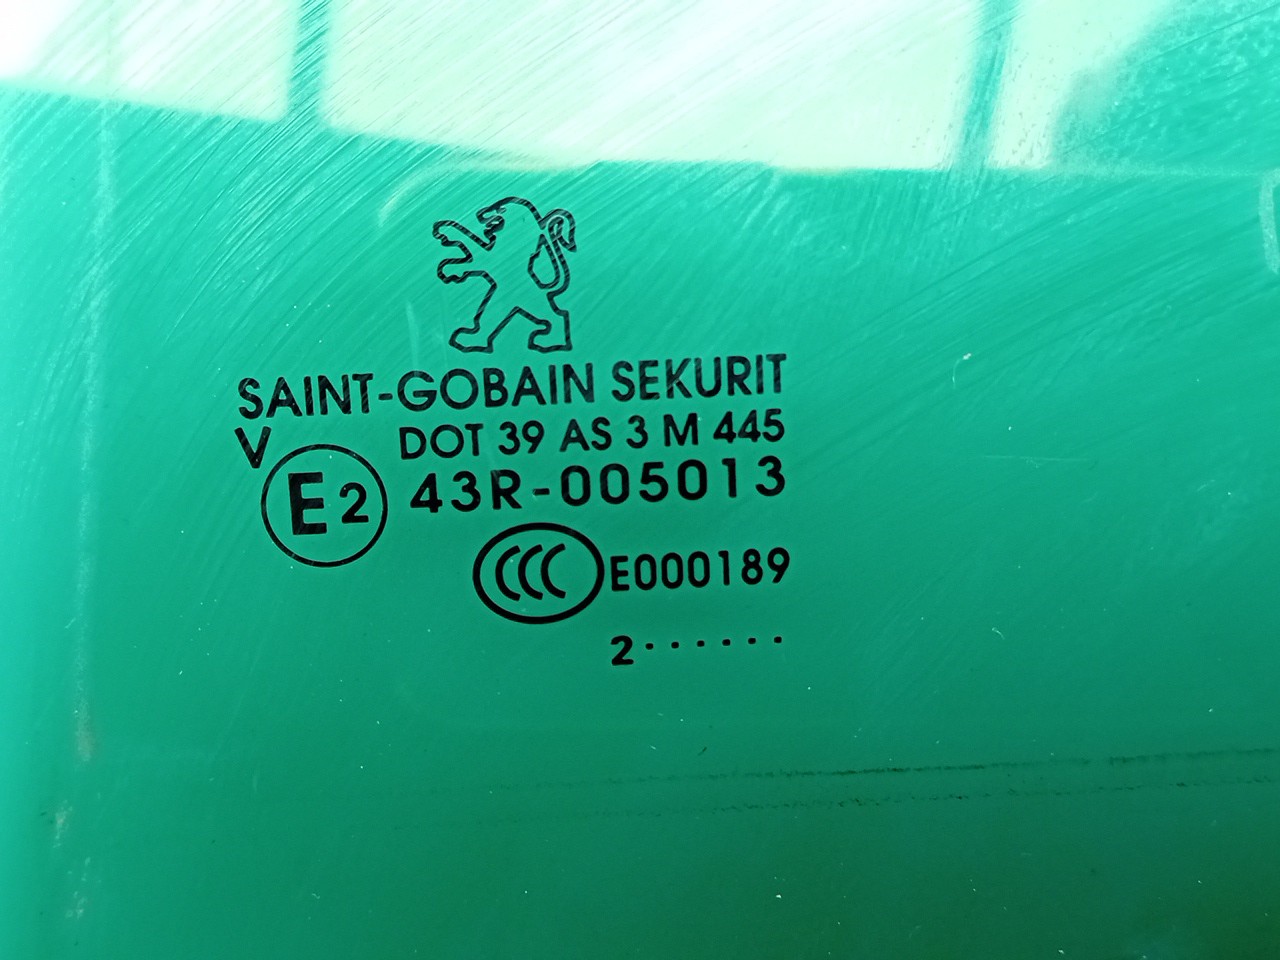 SAINT-GOBAIN SEKURIT
V DOT 39 AS 3 M 445
E2 43R-005013
CCC E000189
2······